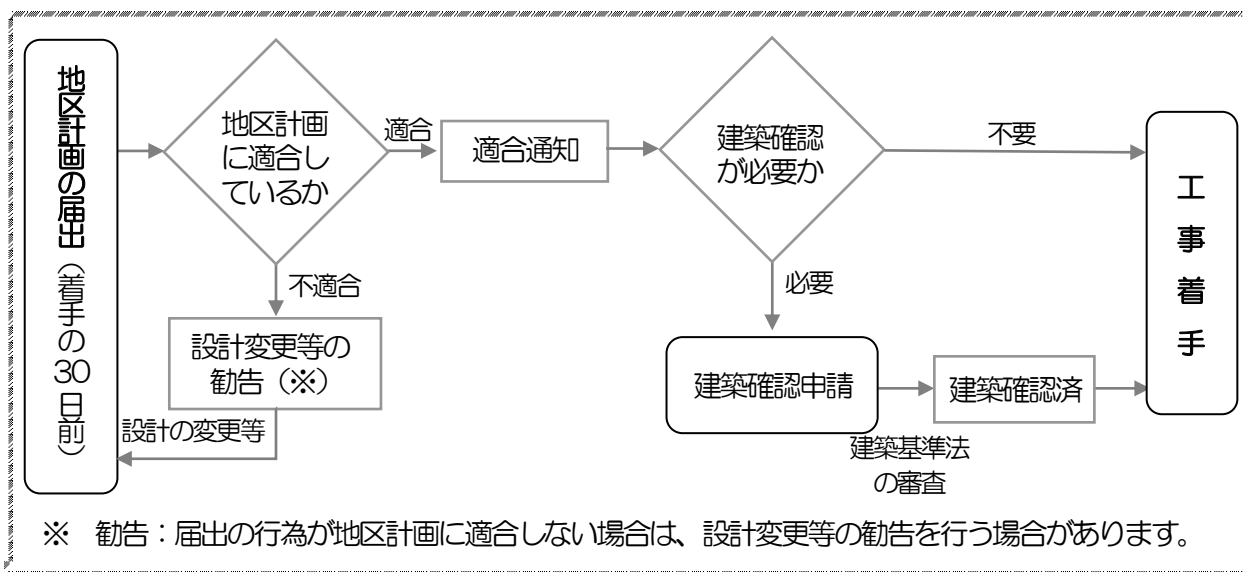 地区計画の届出（着手の30日前）
地区計画
に適合し
ているか
適合
適合通知
建築確認
が必要か
不要
工事着手
不適合
必要
設計変更等の
勧告（※）
設計の変更等
建築確認申請
建築確認済
建築基準法
の審査
※　勧告：届出の行為が地区計画に適合しない場合は、設計変更等の勧告を行う場合があります。